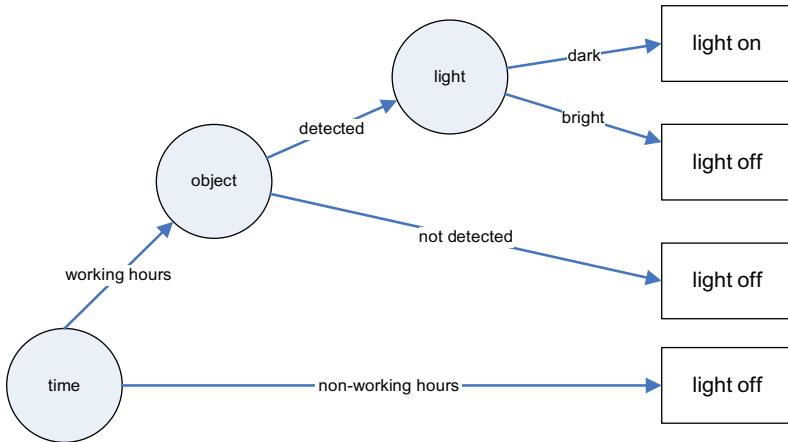 light on
dark
light
bright
detected
light off
object
not detected
working hours
light off
time
non-working hours
light off